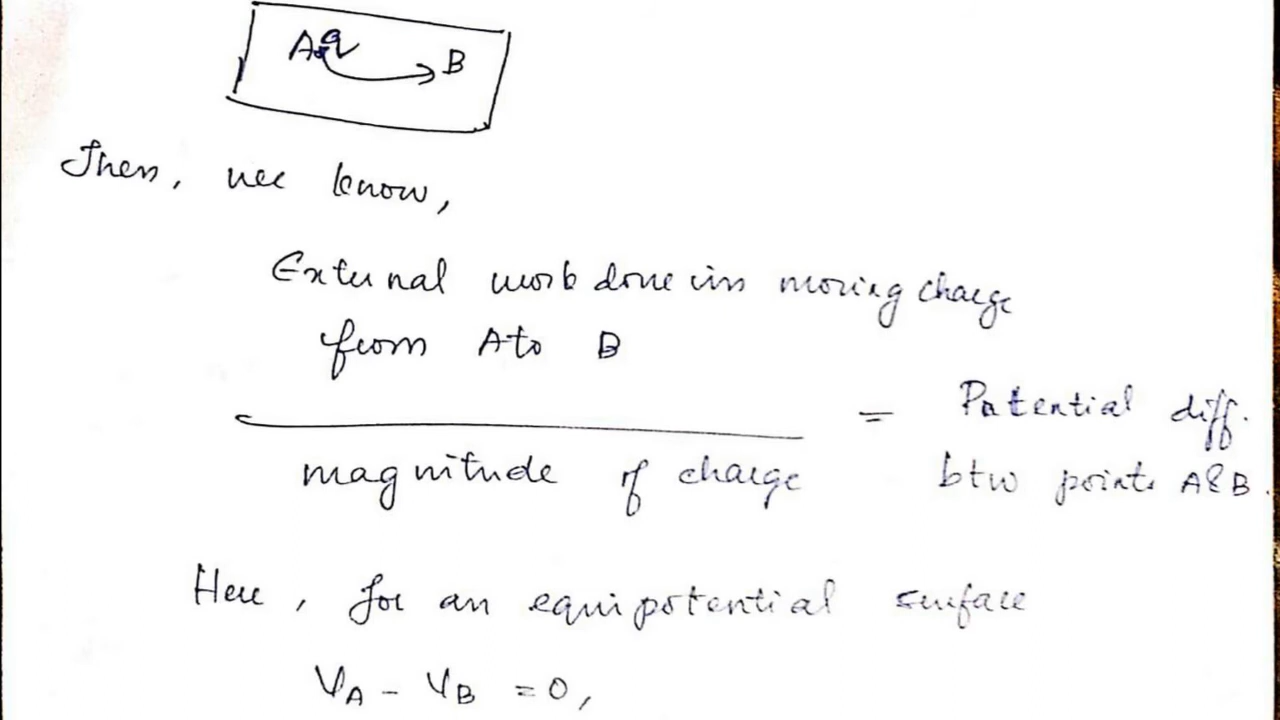 A q B
Then, we know,
External work done in moving charge
from A to B
= Potential diff.
magnitude of charge btw points A&B.
Here, for an equipotential surface
VA - VB = 0,